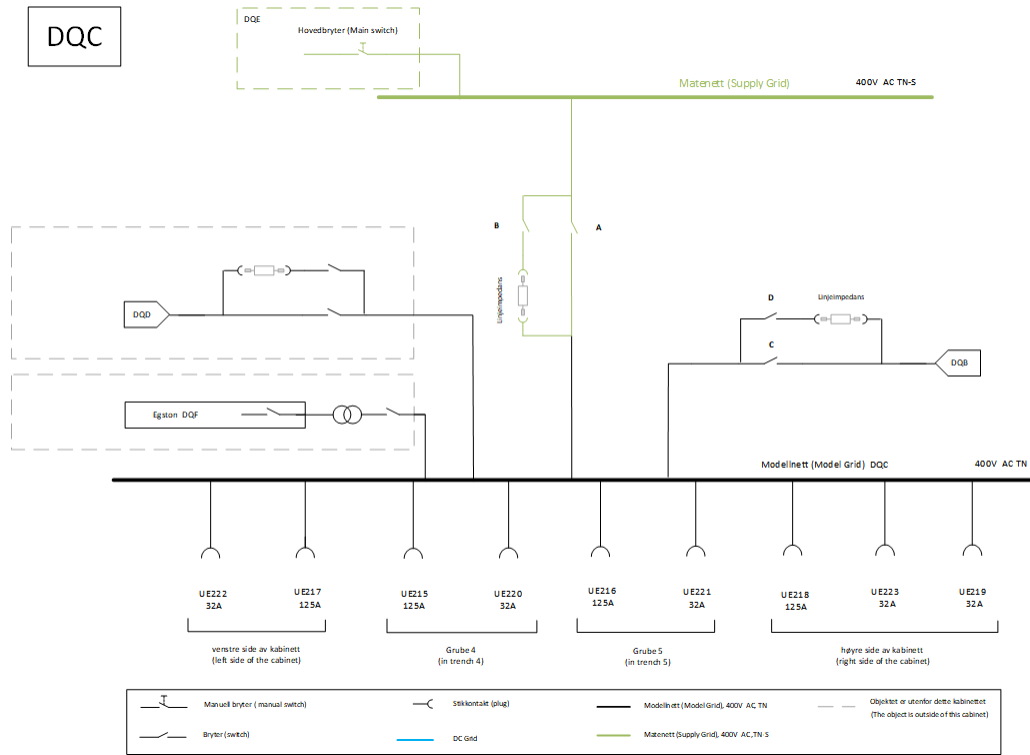 DQC
DQE
Hovedbryter (Main switch)
Matenett (Supply Grid)
400V AC TN-S
B
A
Linjeimpedans
DQD
D
Linjeimpedans
C
DQB
Egston DQF
Modellnett (Model Grid) DQC
400V AC TN
UE222
32A
UE217
125A
UE215
125A
UE220
32A
UE216
125A
UE221
32A
UE218
125A
UE223
32A
UE219
32A
venstre side av kabinett
(left side of the cabinet)
Grube 4
(in trench 4)
Grube 5
(in trench 5)
høyre side av kabinett
(right side of the cabinet)
Manuell bryter ( manual switch)
Stikkontakt (plug)
Modellnett (Model Grid), 400V AC, TN
Objektet er utenfor dette kabinettet
(The object is outside of this cabinet)
Bryter (switch)
DC Grid
Matenett (Supply Grid), 400V AC,TN-S